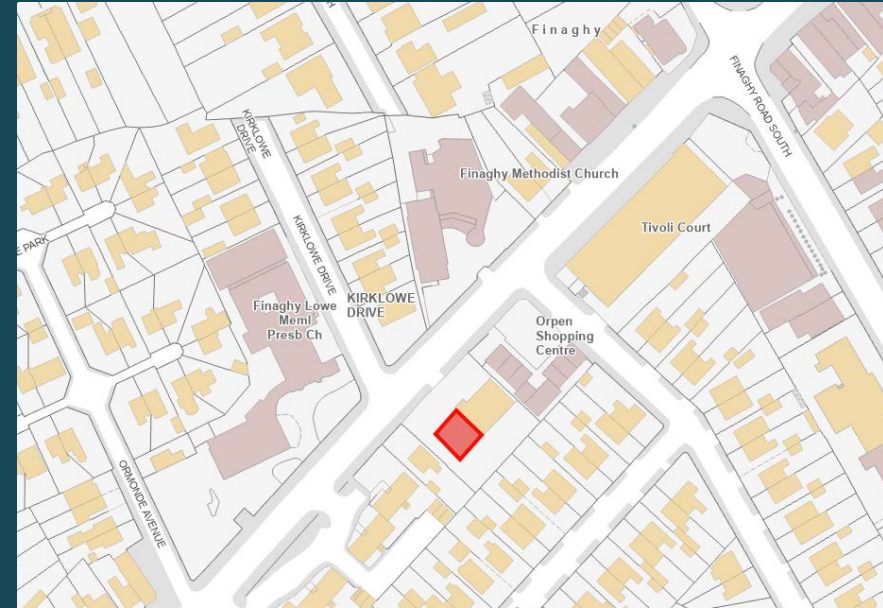 Finaghy
FINAGHY ROAD SOUTH
KIRKLOWE
DRIVE
Finaghy Methodist Church
KIRKLOWE DRIVE
Tivoli Court
E PARK
Finaghy Lowe
Meml
Presb Ch
KIRKLOWE
DRIVE
Orpen
Shopping
Centre
ORMONDE AVENUE